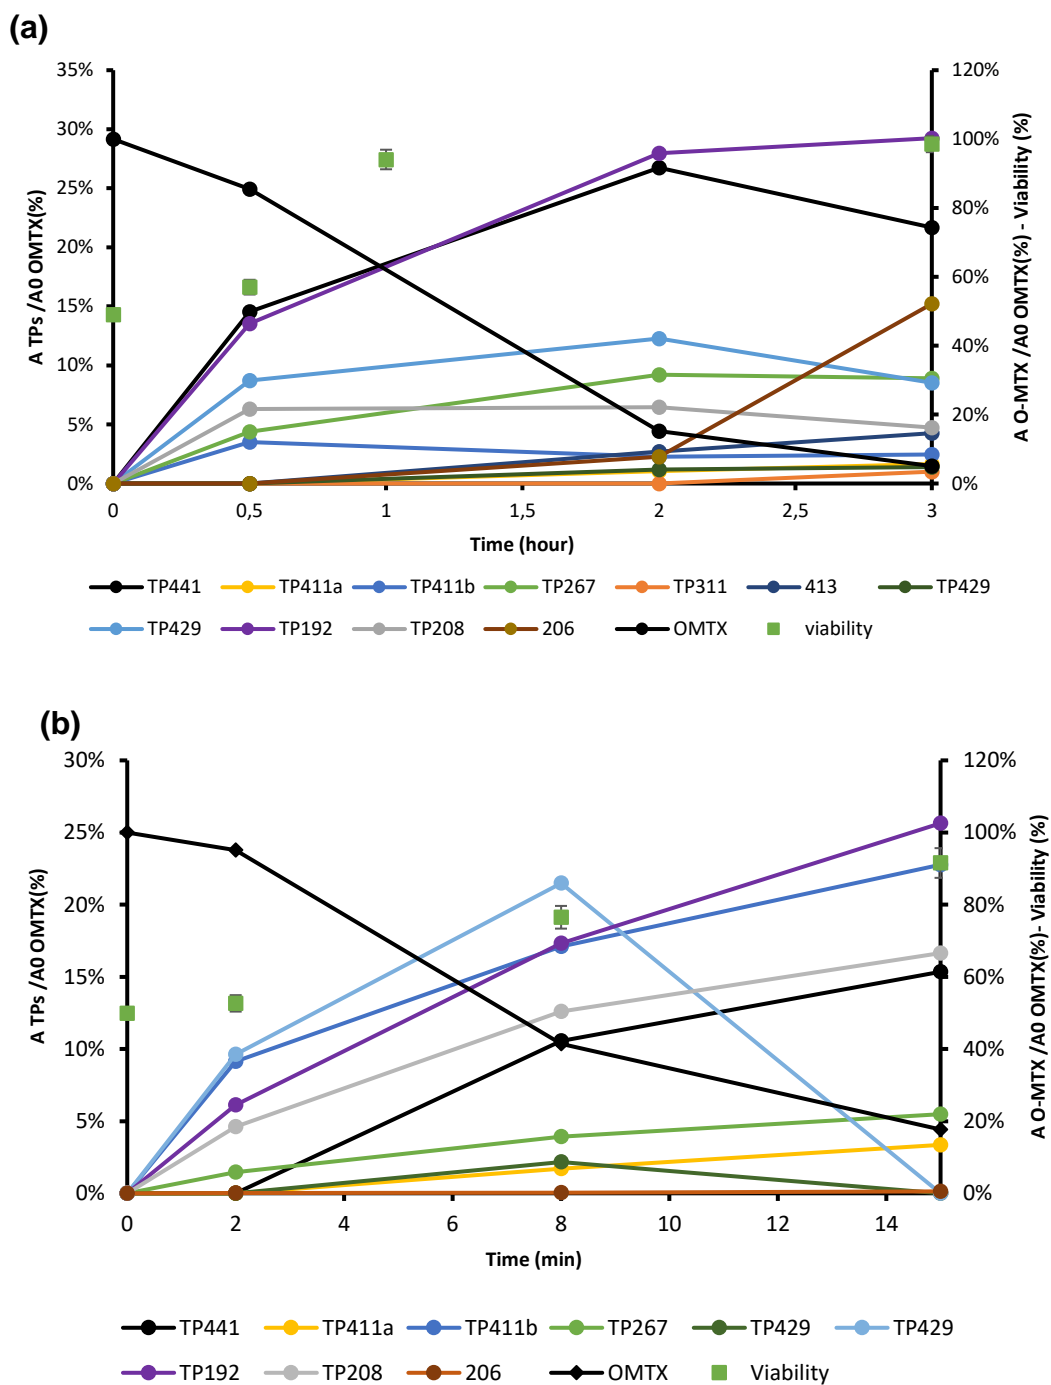 (a)
35%
30%
25%
20%
15%
10%
5%
0%
A TPs /A0 OMTX(%)
120%
100%
80%
60%
40%
20%
0%
A O-MTX /A0 OMTX(%) - Viability (%)
0 0,5 1 1,5 2 2,5 3
Time (hour)
TP441 TP411a TP411b TP267 TP311 413 TP429
TP429 TP192 TP208 206 OMTX viability
(b)
30%
25%
20%
15%
10%
5%
0%
A TPs /A0 OMTX(%)
120%
100%
80%
60%
40%
20%
0%
A O-MTX /A0 OMTX(%)- Viability (%)
0 2 4 6 8 10 12 14
Time (min)
TP441 TP411a TP411b TP267 TP429 TP429
TP192 TP208 206 OMTX Viability